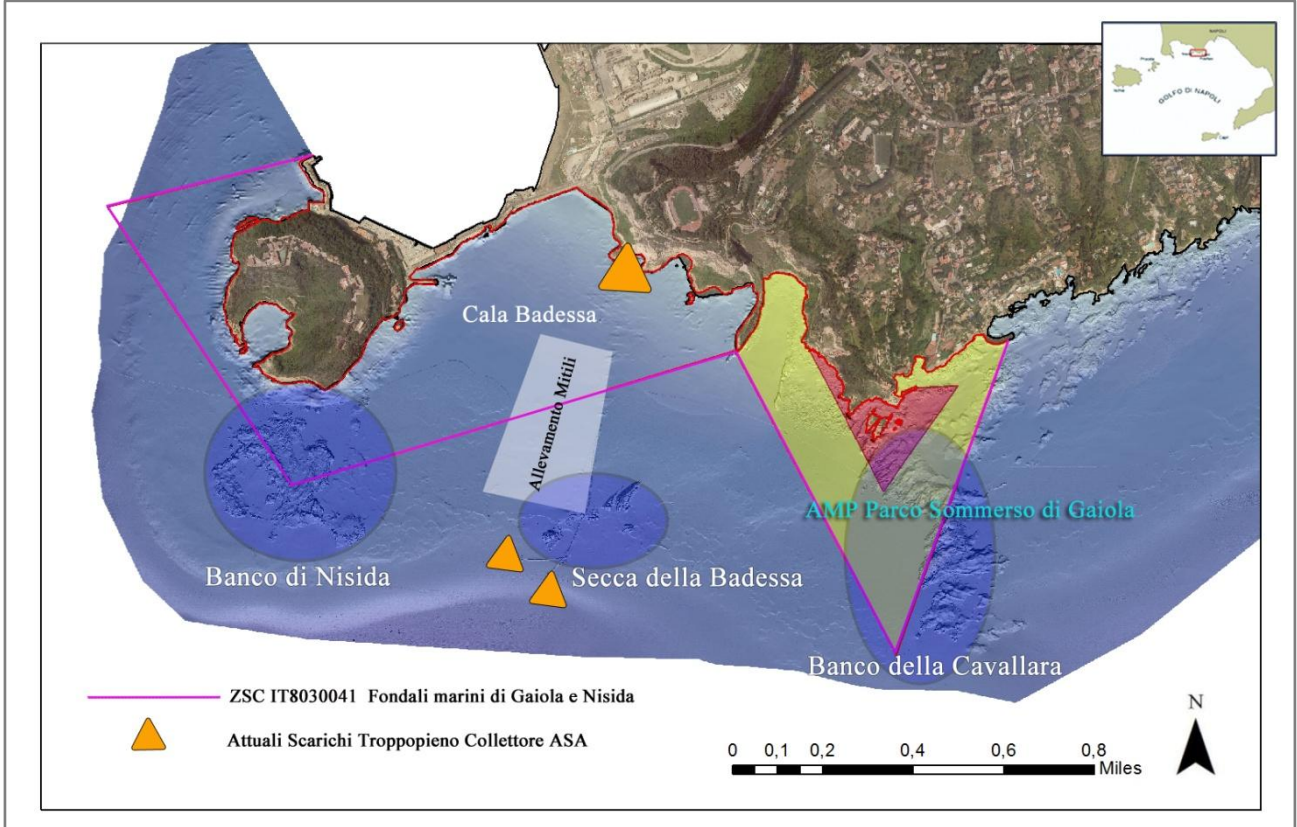 NAPOLI
GOLFO DI NAPOLI
Cala Badessa
Allevamento Mitili
AMP Parco Sommerso di Gaiola
Banco di Nisida
Secca della Badessa
Banco della Cavallara
ZSC IT8030041 Fondali marini di Gaiola e Nisida
Attuali Scarichi Troppopieno Collettore ASA
0 0,1 0,2 0,4 0,6 0,8
Miles
N